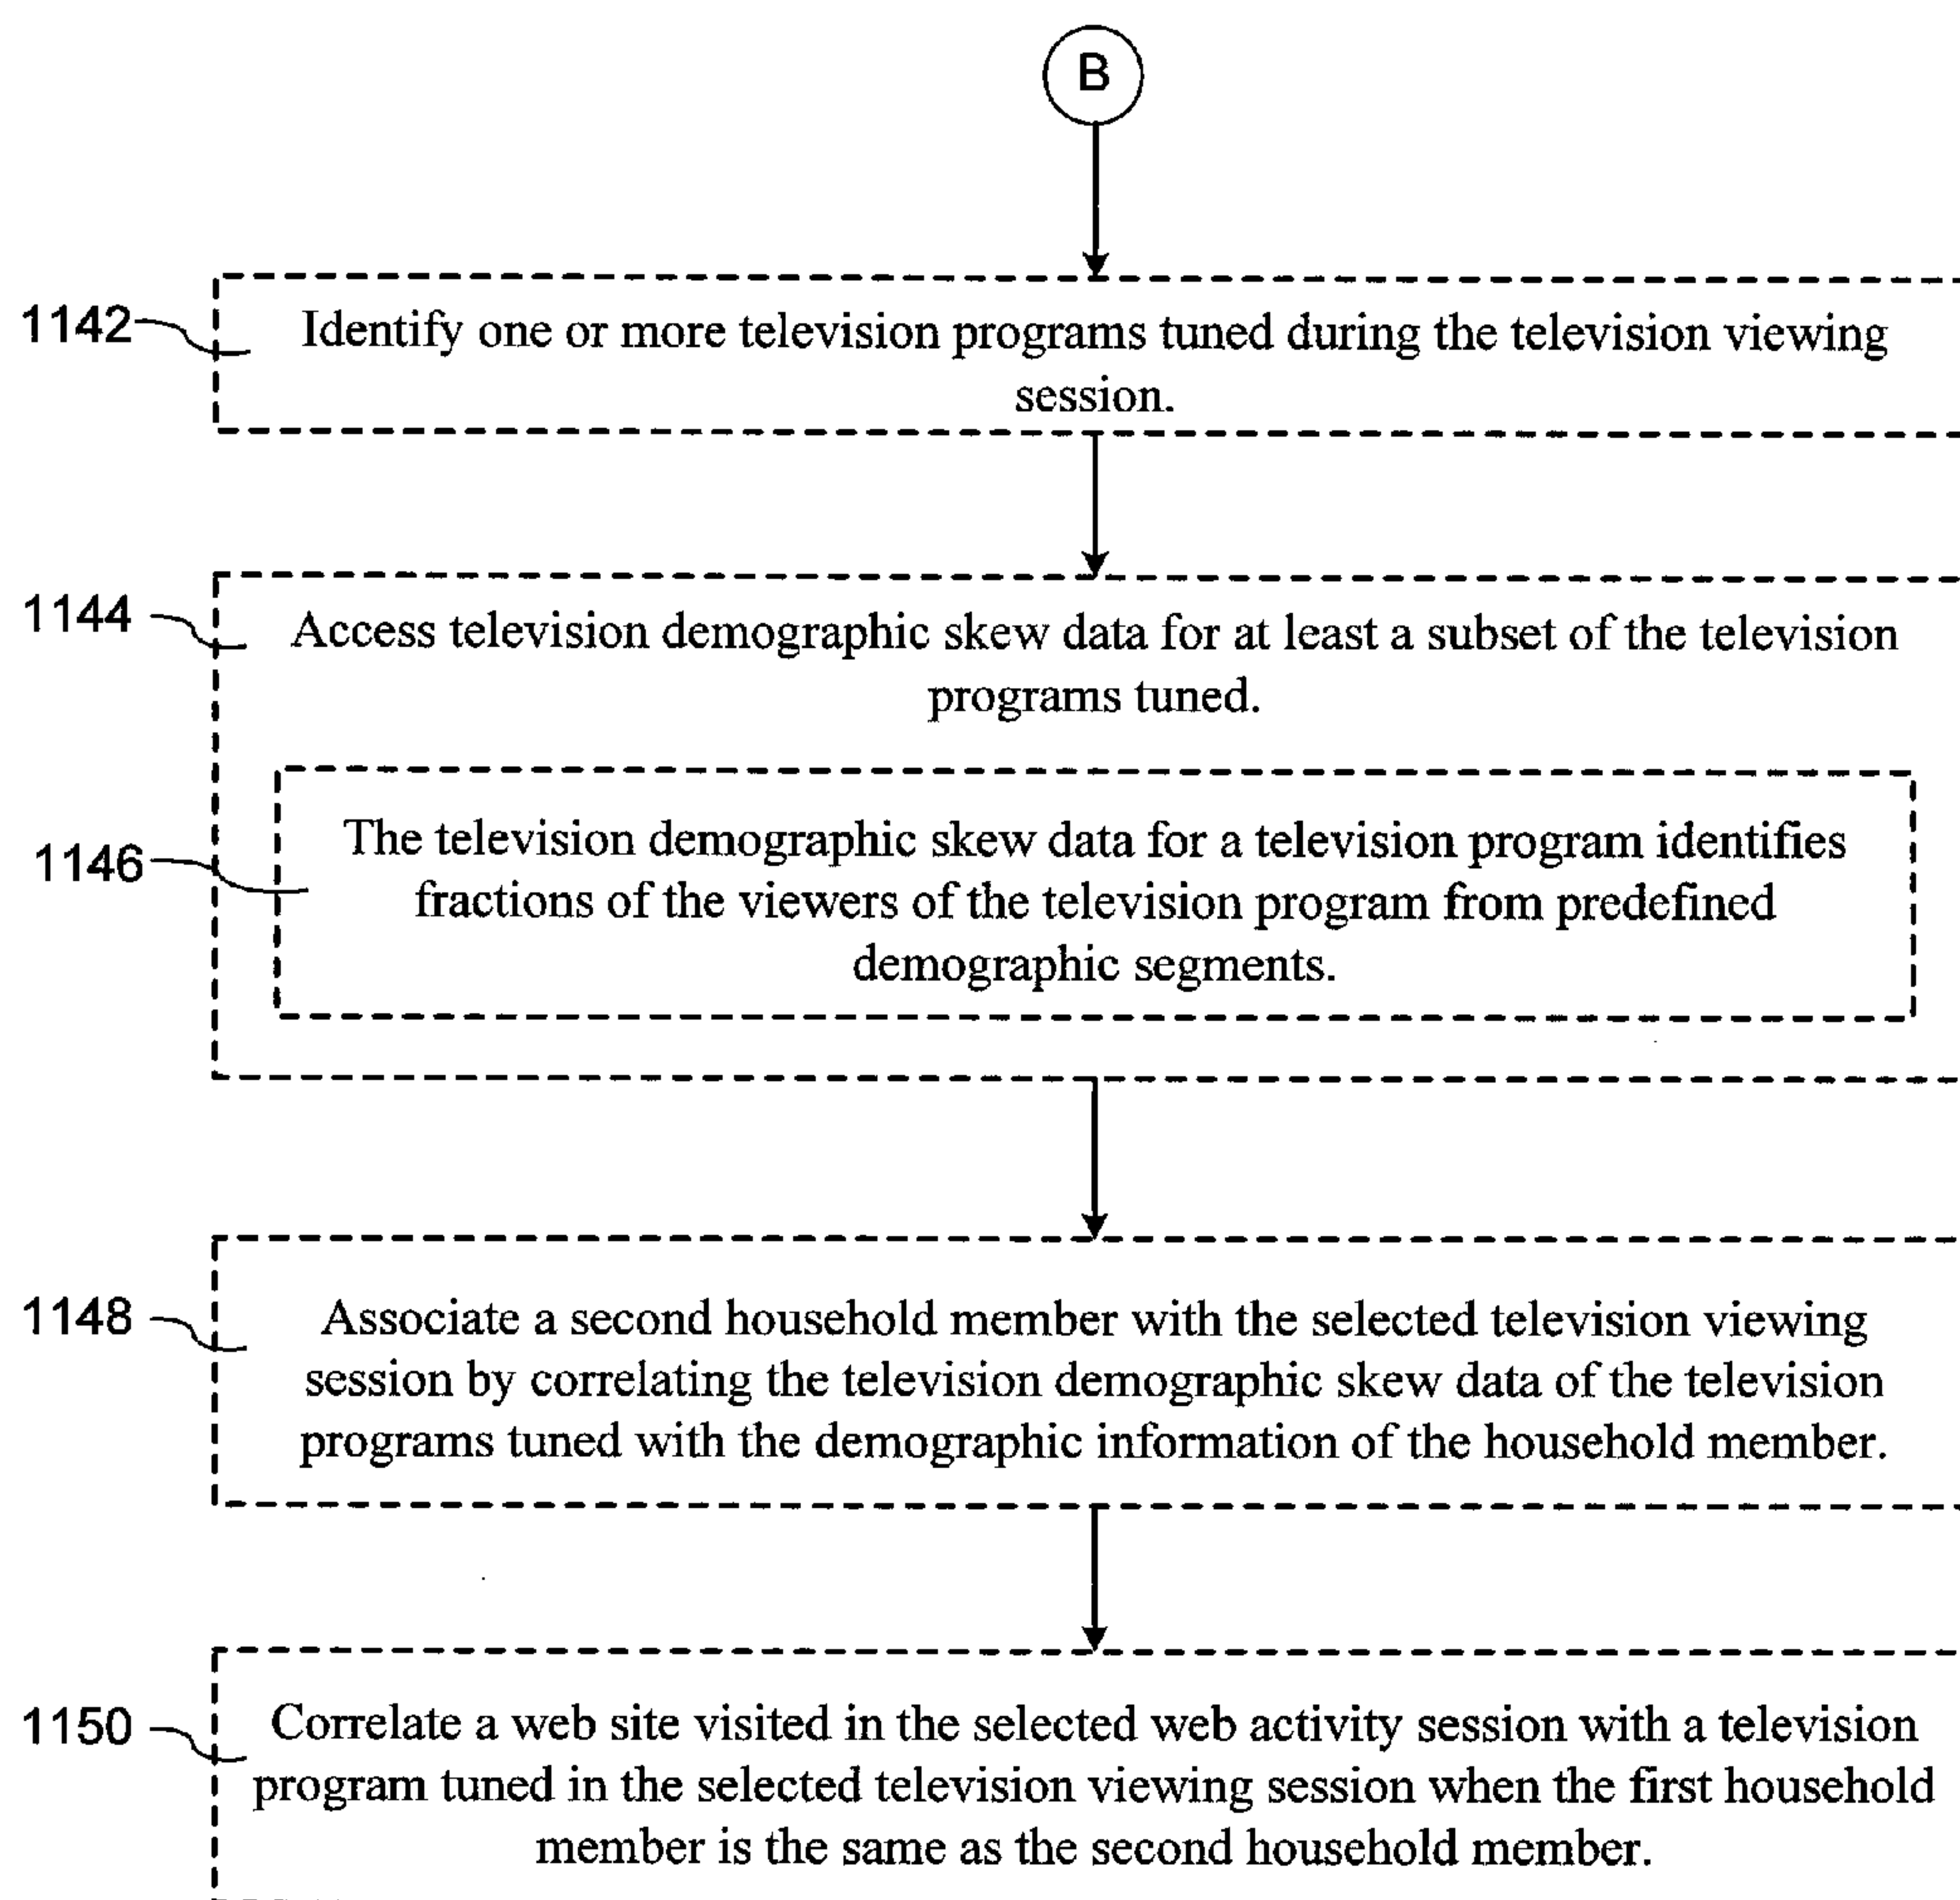 B
1142
Identify one or more television programs tuned during the television viewing
session.
1144
Access television demographic skew data for at least a subset of the television
programs tuned.
1146
The television demographic skew data for a television program identifies
fractions of the viewers of the television program from predefined
demographic segments.
1148
Associate a second household member with the selected television viewing
session by correlating the television demographic skew data of the television
programs tuned with the demographic information of the household member.
1150
Correlate a web site visited in the selected web activity session with a television
program tuned in the selected television viewing session when the first household
member is the same as the second household member.